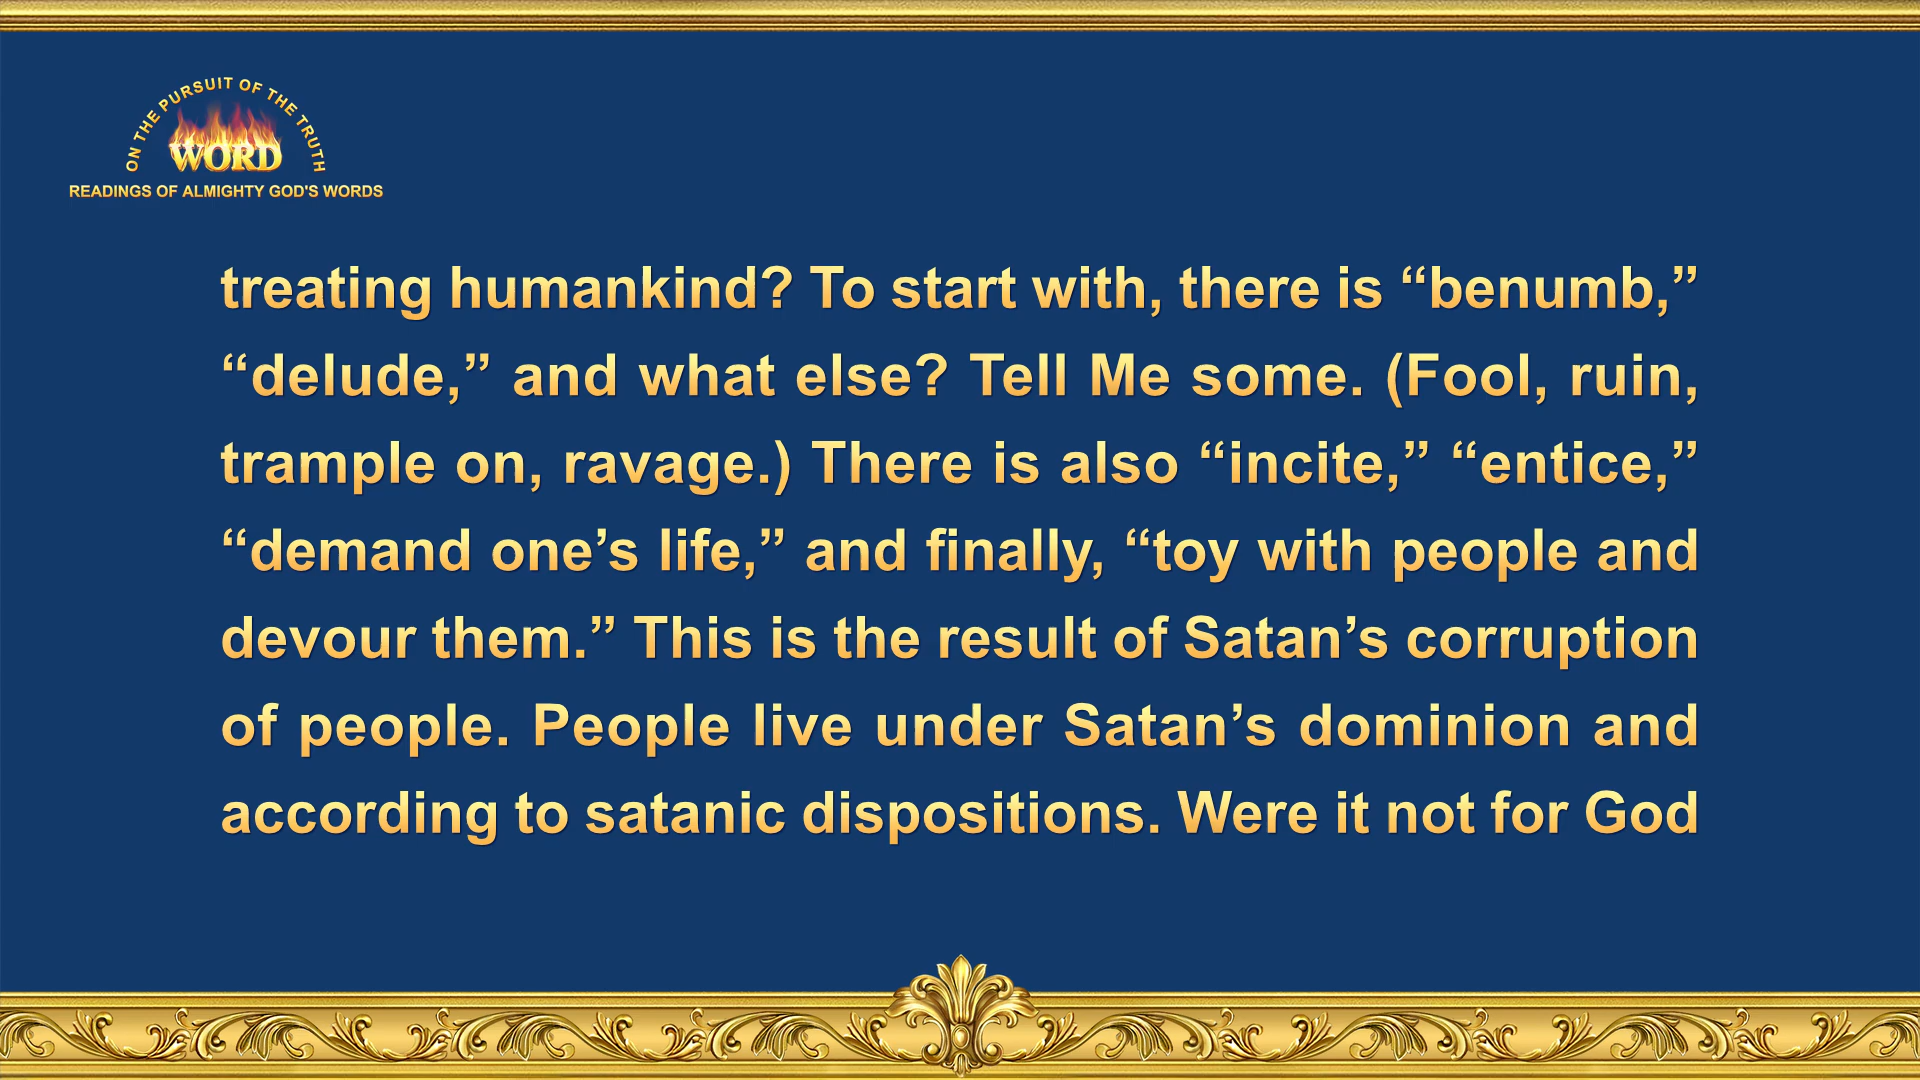 ON THE PURSUIT OF THE TRUTH
WORD
READINGS OF ALMIGHTY GOD'S WORDS
treating humankind? To start with, there is “benumb,”
“delude,” and what else? Tell Me some. (Fool, ruin,
trample on, ravage.) There is also “incite,” “entice,”
“demand one’s life,” and finally, “toy with people and
devour them.” This is the result of Satan’s corruption
of people. People live under Satan’s dominion and
according to satanic dispositions. Were it not for God